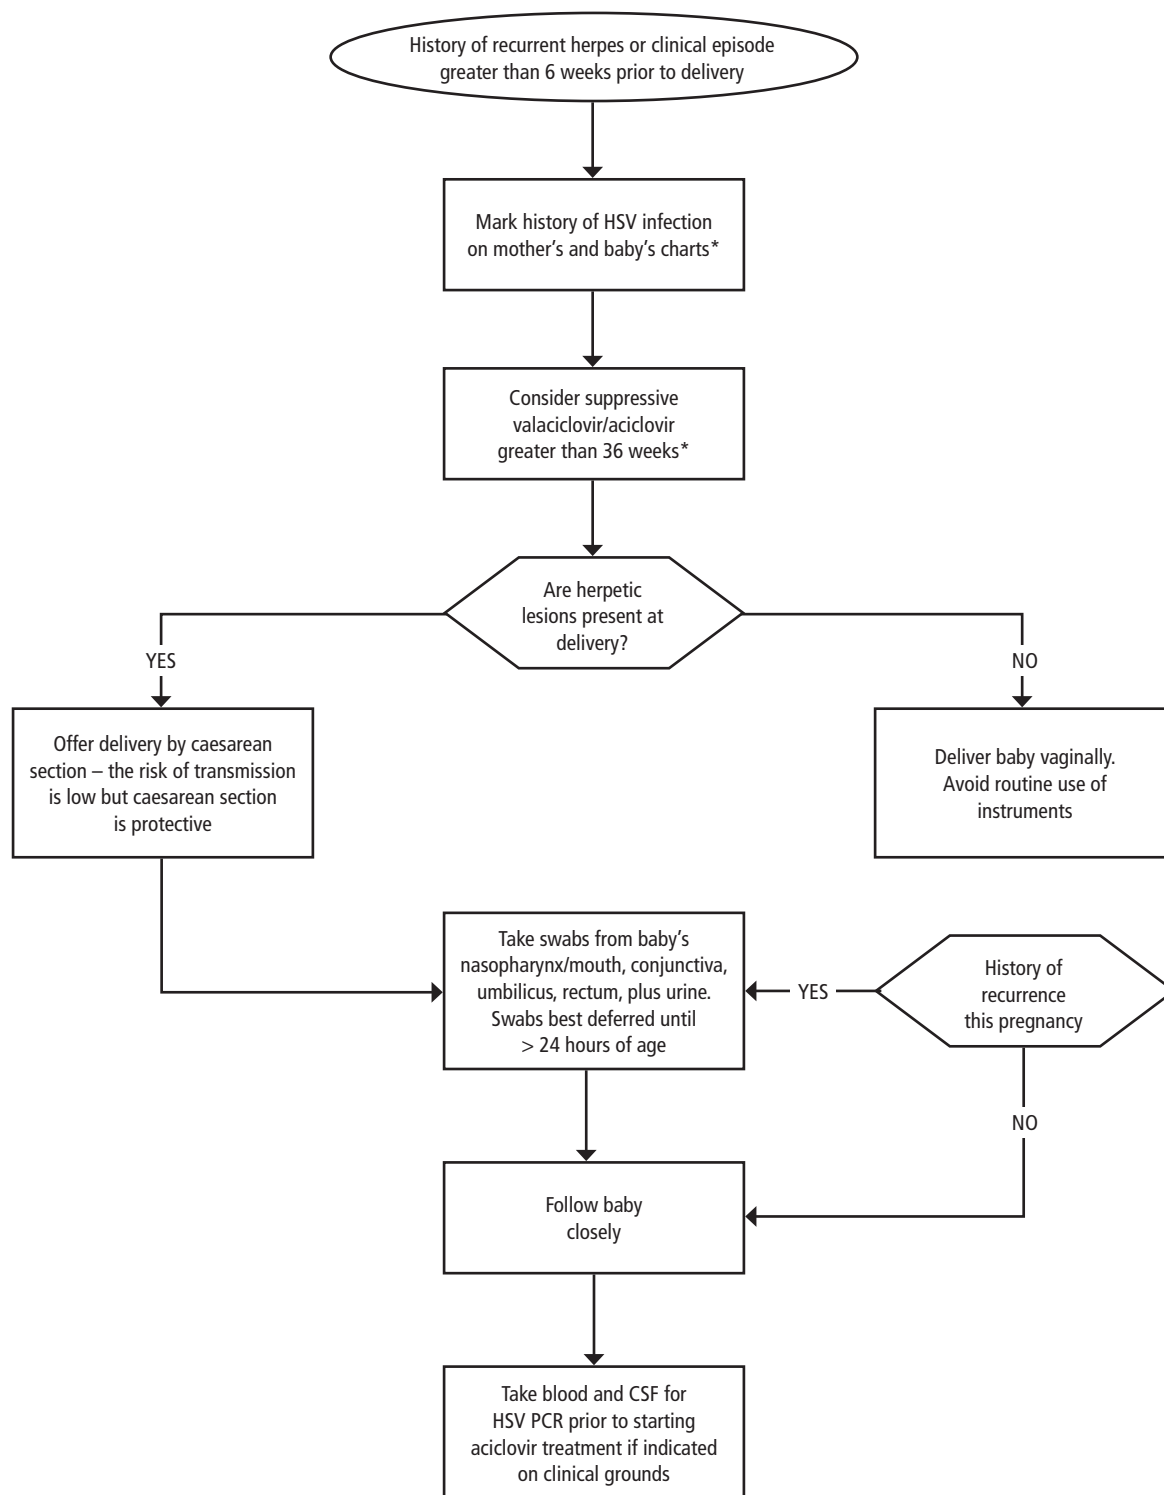 History of recurrent herpes or clinical episode
greater than 6 weeks prior to delivery
Mark history of HSV infection
on mother's and baby's charts*
Consider suppressive
valaciclovir/aciclovir
greater than 36 weeks*
Are herpetic
lesions present at
delivery?
YES
NO
Offer delivery by caesarean
section – the risk of transmission
is low but caesarean section
is protective
Deliver baby vaginally.
Avoid routine use of
instruments
Take swabs from baby's
nasopharynx/mouth, conjunctiva,
umbilicus, rectum, plus urine.
Swabs best deferred until
> 24 hours of age
YES
History of
recurrence
this pregnancy
NO
Follow baby
closely
Take blood and CSF for
HSV PCR prior to starting
aciclovir treatment if indicated
on clinical grounds